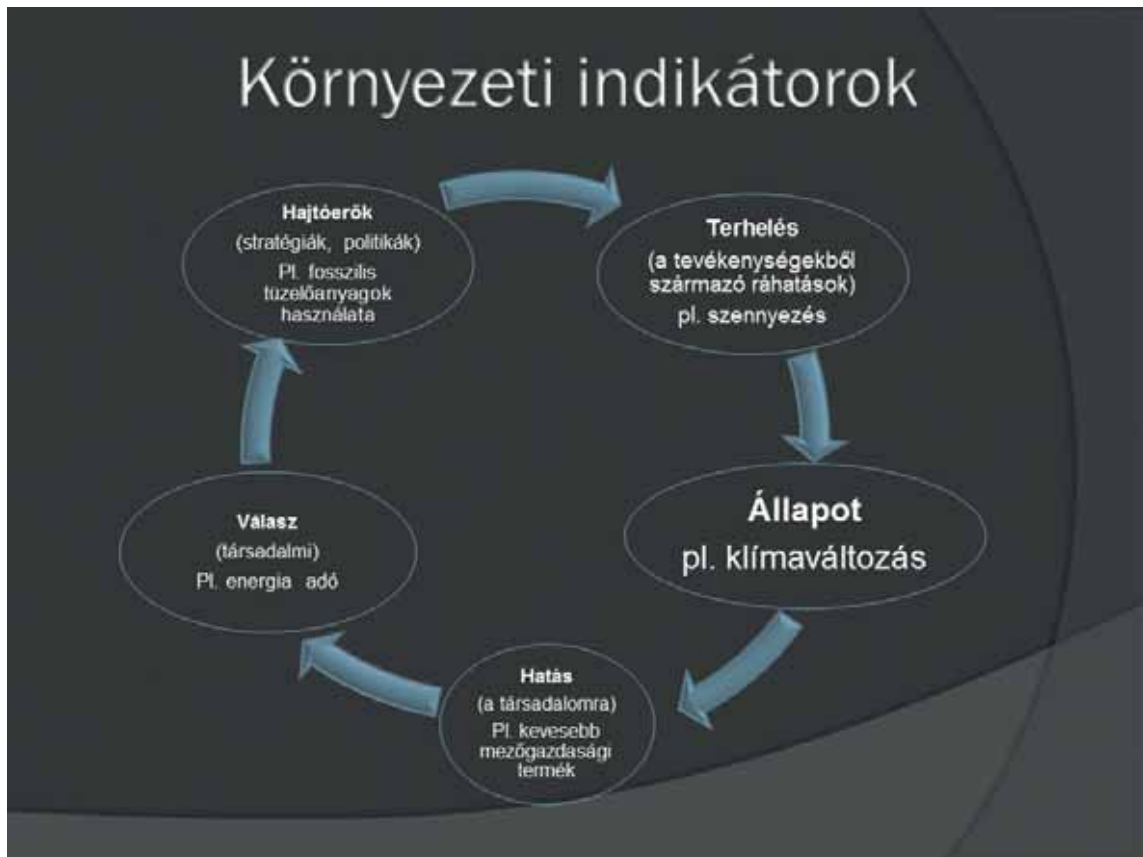 Környezeti indikátorok
Hajtóerők
(stratégiák, politikák)
Pl. fosszilis
tüzelőanyagok
használata
Terhelés
(a tevékenységekből
származó ráhatások)
pl. szennyezés
Állapot
pl. klímaváltozás
Hatás
(a társadalomra)
Pl. kevesebb
mezőgazdasági
termék
Válasz
(társadalmi)
Pl. energia adó